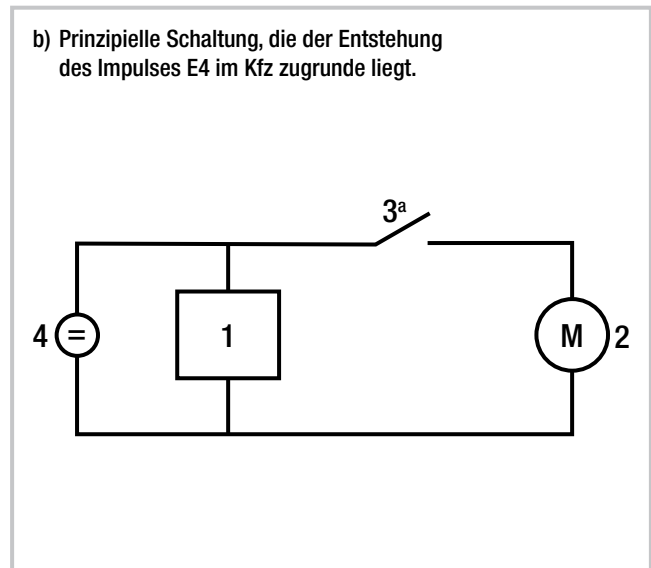 b) Prinzipielle Schaltung, die der Entstehung
des Impulses E4 im Kfz zugrunde liegt.
3ª
4 =
1
M 2